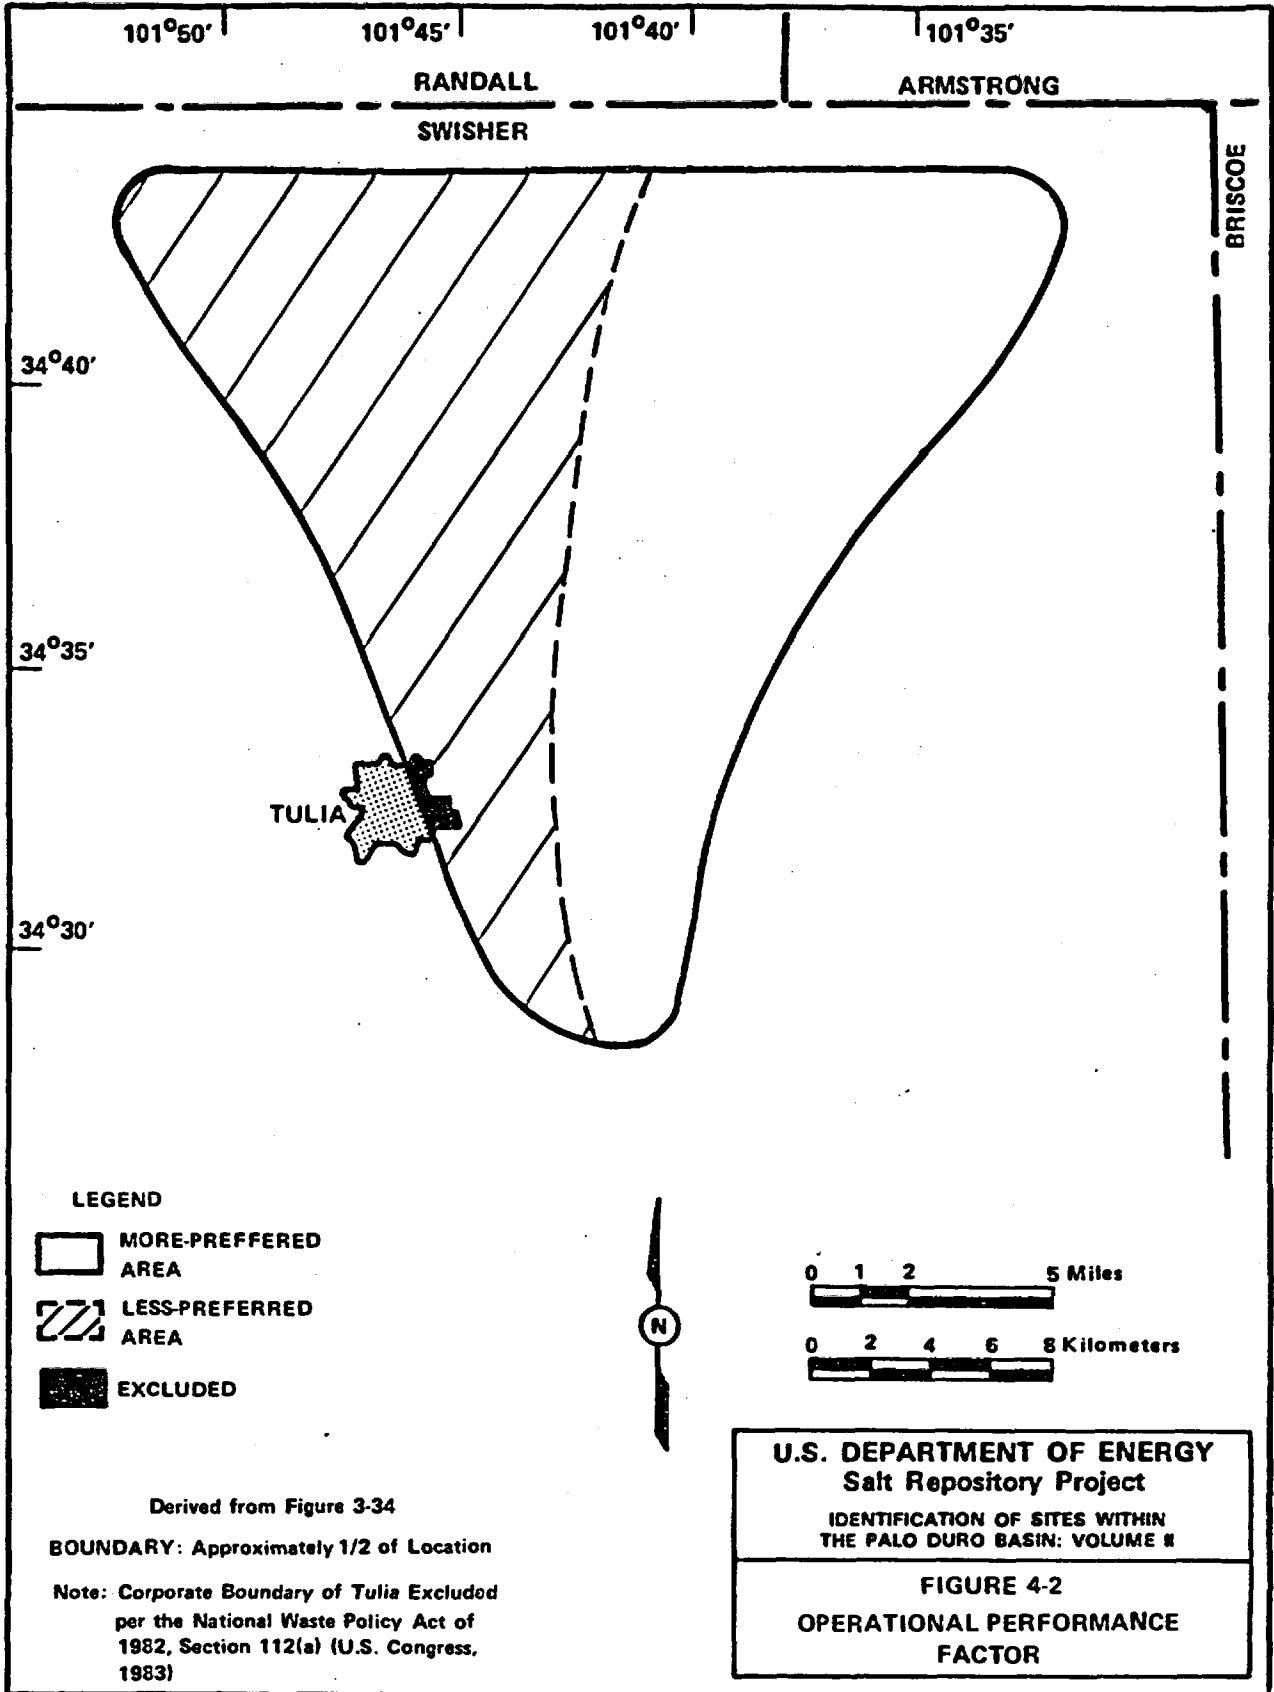 101°50' 101°45' 101°40' 101°35'
RANDALL
ARMSTRONG
SWISHER
BRISCOE
34°40'
34°35'
TULIA
34°30'
LEGEND
MORE-PREFFERED
AREA
LESS-PREFERRED
AREA
EXCLUDED
N
0 1 2 5 Miles
0 2 4 6 8 Kilometers
Derived from Figure 3-34
BOUNDARY: Approximately 1/2 of Location
Note: Corporate Boundary of Tulia Excluded
per the National Waste Policy Act of
1982, Section 112(a) (U.S. Congress,
1983)
U.S. DEPARTMENT OF ENERGY
Salt Repository Project
IDENTIFICATION OF SITES WITHIN
THE PALO DURO BASIN: VOLUME II
FIGURE 4-2
OPERATIONAL PERFORMANCE
FACTOR